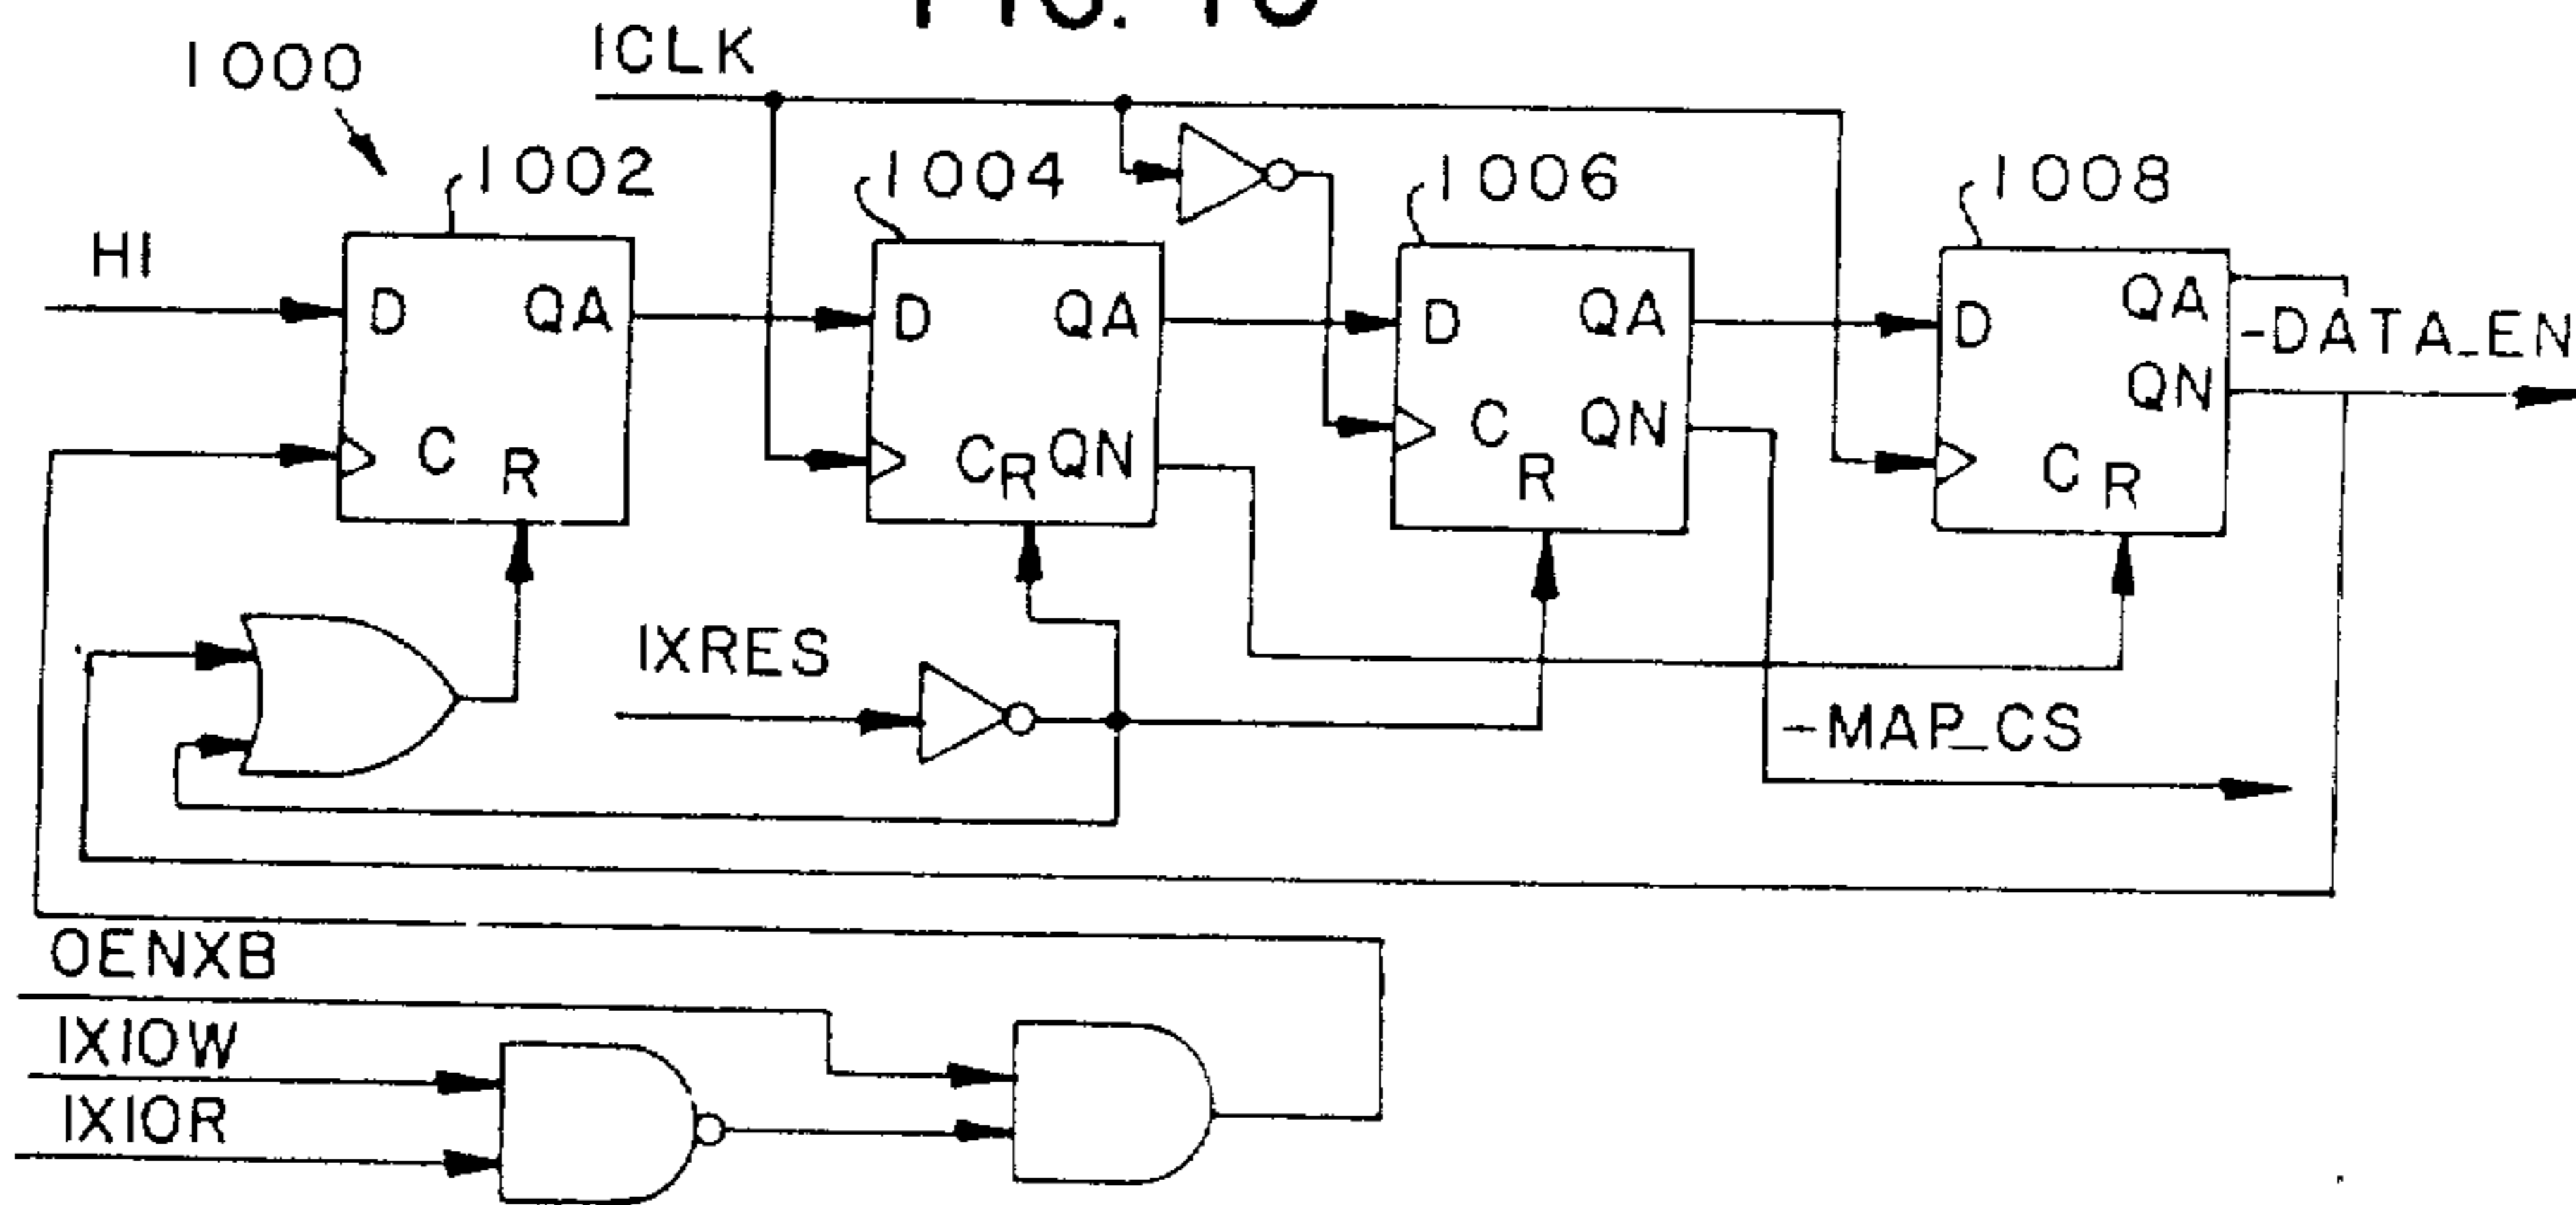 1000
ICLK
1002
1004
1006
1008
HI
D QA
C R
D QA
C R QN
D QA
C QN
R
D QA
QN
C R
-DATA_EN
IXRES
-MAP_CS
OENXB
IXIOW
IXIOR